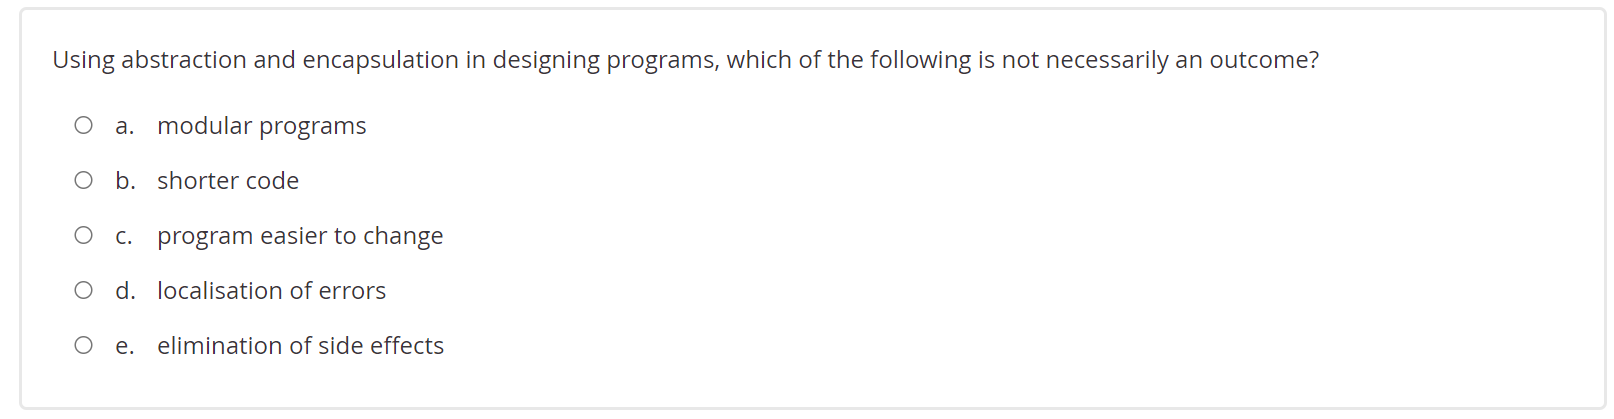 Using abstraction and encapsulation in designing programs, which of the following is not necessarily an outcome?
a. modular programs
b. shorter code
c. program easier to change
d. localisation of errors
e. elimination of side effects